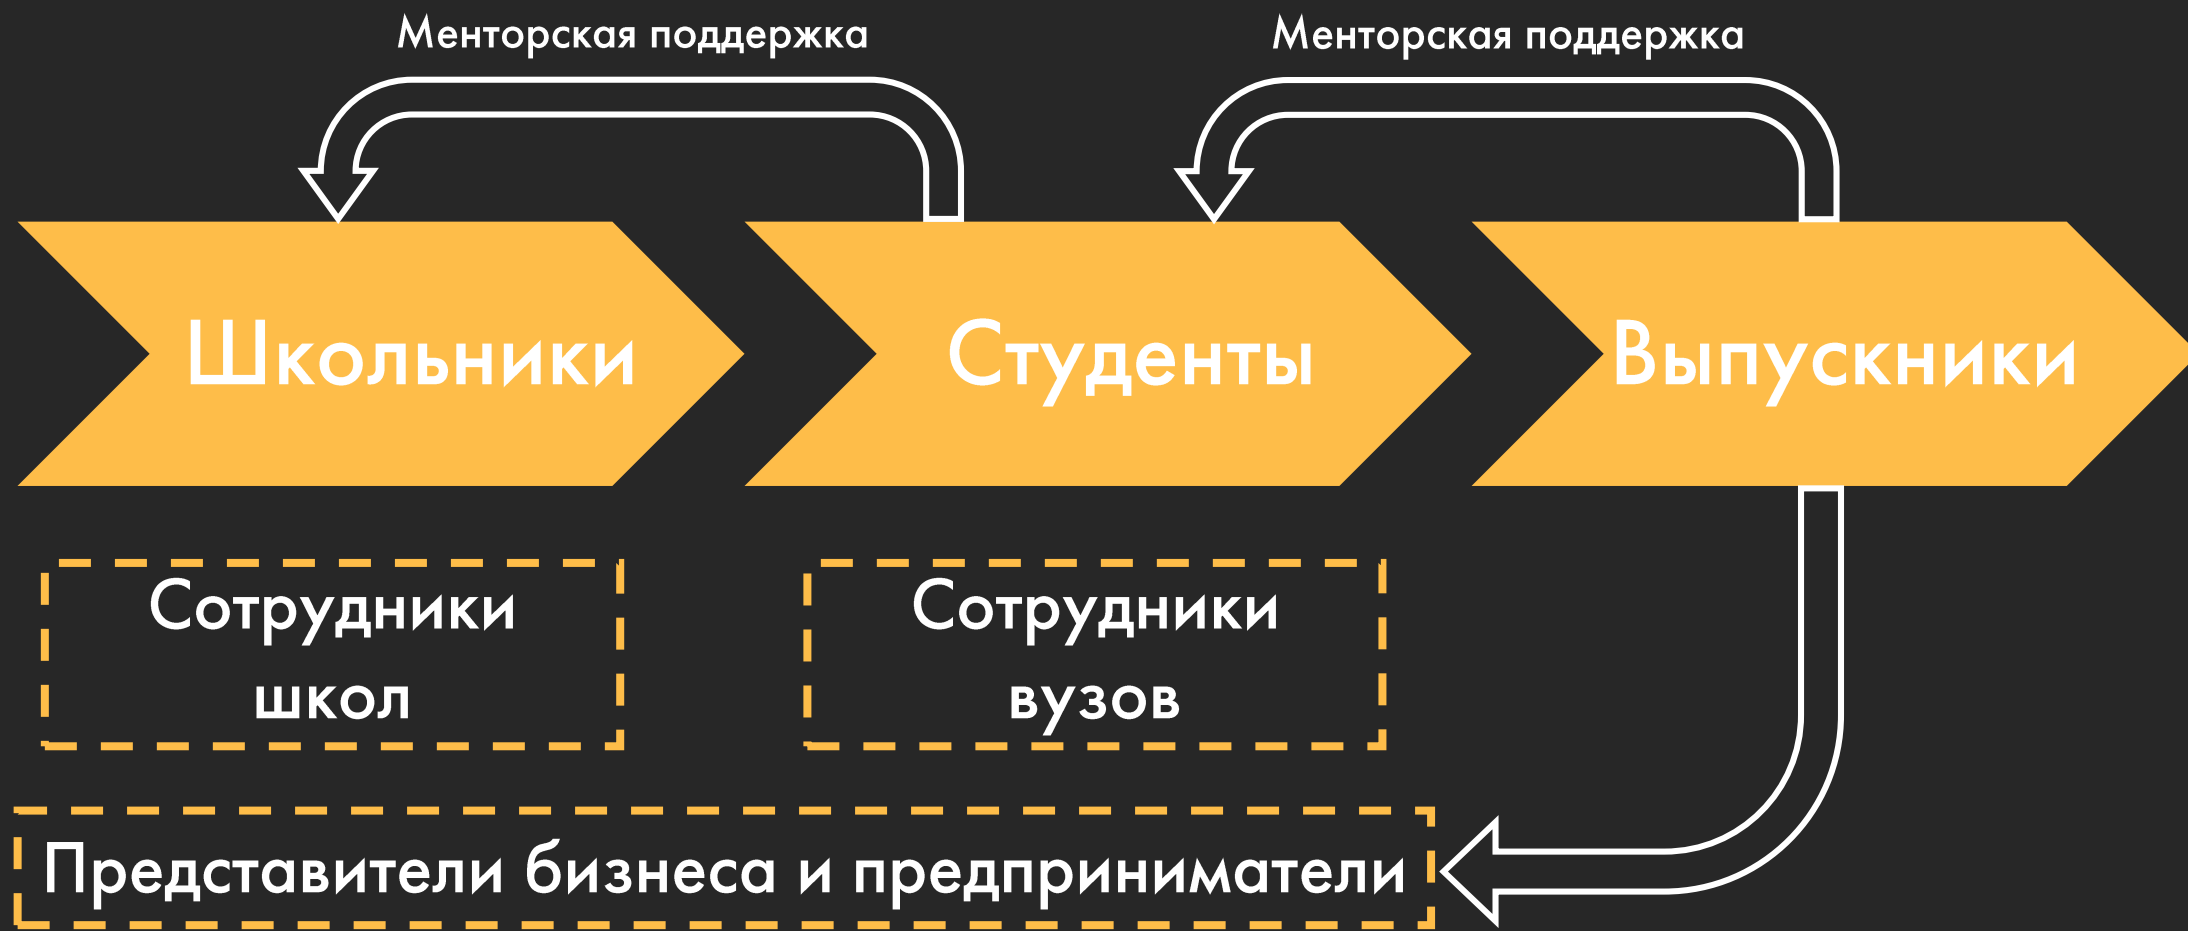 Менторская поддержка
Менторская поддержка
Школьники
Студенты
Выпускники
Сотрудники
школ
Сотрудники
вузов
Представители бизнеса и предприниматели